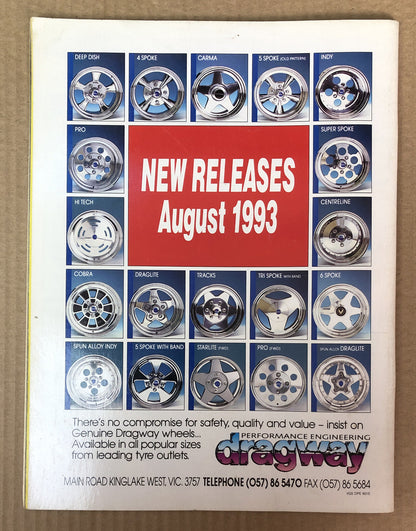 DEEP DISH 4 SPOKE CARMA 5 SPOKE (OLD PATTERN) INDY
PRO SUPER SPOKE
NEW RELEASES
August 1993
HI TECH CENTRELINE
COBRA DRAGLITE TRACKS TRI SPOKE WITH BAND 6 SPOKE
SPUN ALLOY INDY 5 SPOKE WITH BAND STARLITE (FWD) PRO (FWD) SPUN ALLOY DRAGLITE
There's no compromise for safety, quality and value – insist on
Genuine Dragway wheels...
Available in all popular sizes
from leading tyre outlets.
PERFORMANCE ENGINEERING
dragway
MAIN ROAD KINGLAKE WEST, VIC. 3757 TELEPHONE (057) 86 5470 FAX (057) 86 5684